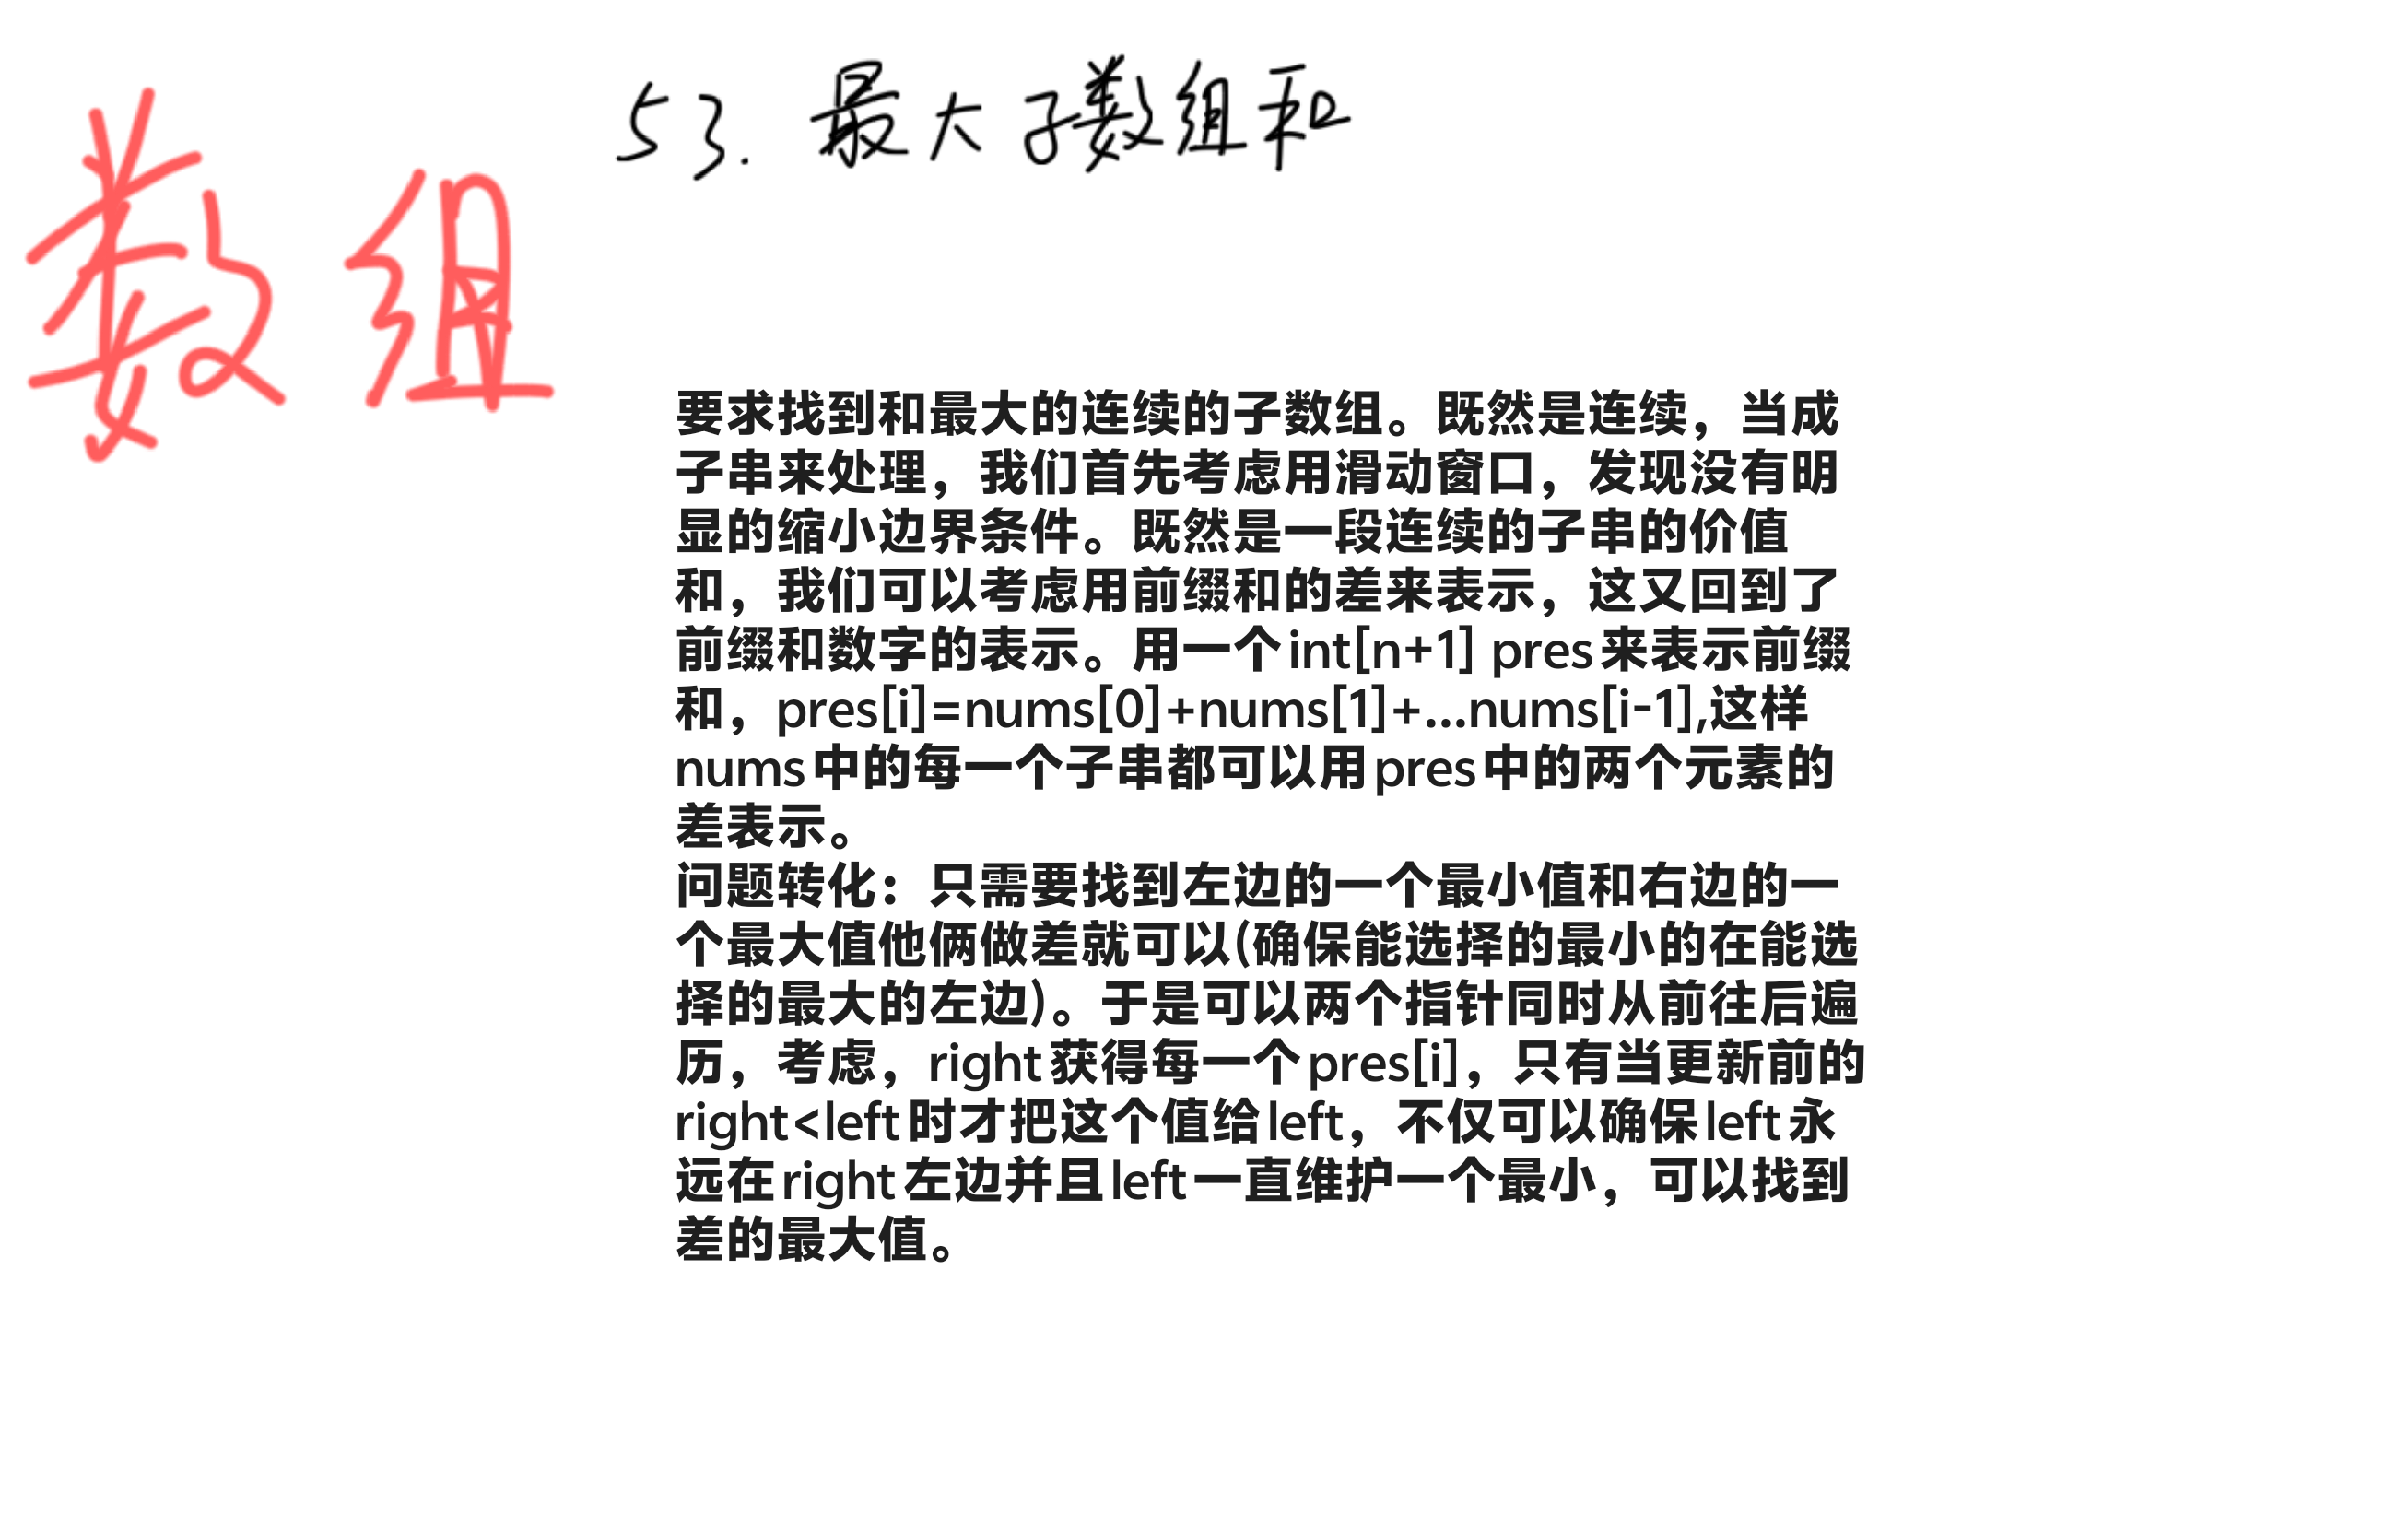 数组
53. 最大子数组和
要求找到和最大的连续的子数组。既然是连续，当成
子串来处理，我们首先考虑用滑动窗口，发现没有明
显的缩小边界条件。既然是一段连续的子串的价值
和，我们可以考虑用前缀和的差来表示，这又回到了
前缀和数字的表示。用一个int[n+1] pres来表示前缀
和，pres[i]=nums[0]+nums[1]+...nums[i-1],这样
nums中的每一个子串都可以用pres中的两个元素的
差表示。
问题转化：只需要找到左边的一个最小值和右边的一
个最大值他俩做差就可以(确保能选择的最小的在能选
择的最大的左边)。于是可以两个指针同时从前往后遍
历，考虑，right获得每一个pres[i]，只有当更新前的
right<left时才把这个值给left，不仅可以确保left永
远在right左边并且left一直维护一个最小，可以找到
差的最大值。